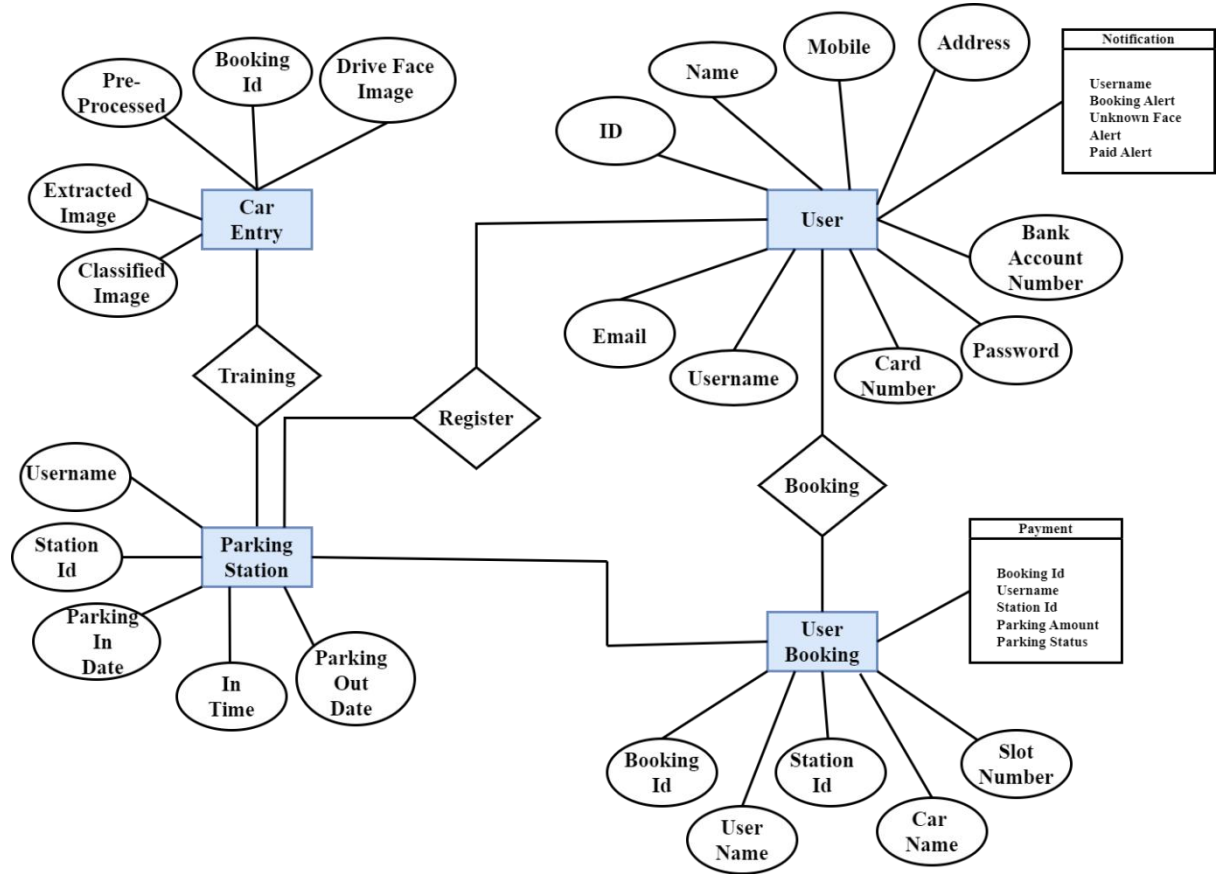 Pre-
Processed
Booking
Id
Drive Face
Image
Extracted
Image
Classified
Image
Car
Entry
Training
ID
Name
Mobile
Address
User
Email
Username
Card
Number
Password
Bank
Account
Number
Notification
Username
Booking Alert
Unknown Face
Alert
Paid Alert
Register
Booking
Username
Station
Id
Parking
In
Date
In
Time
Parking
Out
Date
Parking
Station
User
Booking
Booking
Id
User
Name
Station
Id
Car
Name
Slot
Number
Payment
Booking Id
Username
Station Id
Parking Amount
Parking Status